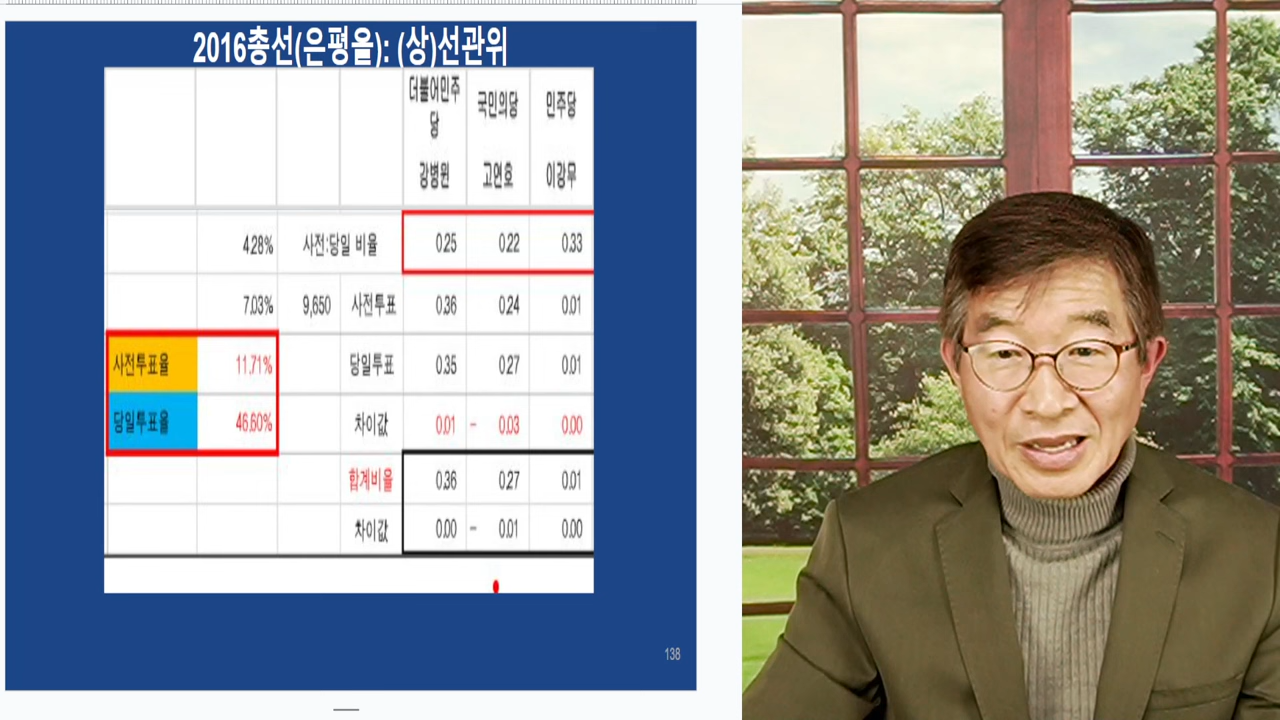 2016총선(은평을): (상)선관위
더불어민주
당
국민의당
민주당
강병원
고연호
이강무
4.28%
사전:당일 비율
0.25
0.22
0.33
7.03%
9,650
사전투표
0.36
0.24
0.01
사전투표율
11.71%
당일투표
0.35
0.27
0.01
당일투표율
46.60%
차이값
0.01
- 0.03
0.00
합계비율
0.36
0.27
0.01
차이값
0.00
- 0.01
0.00
138